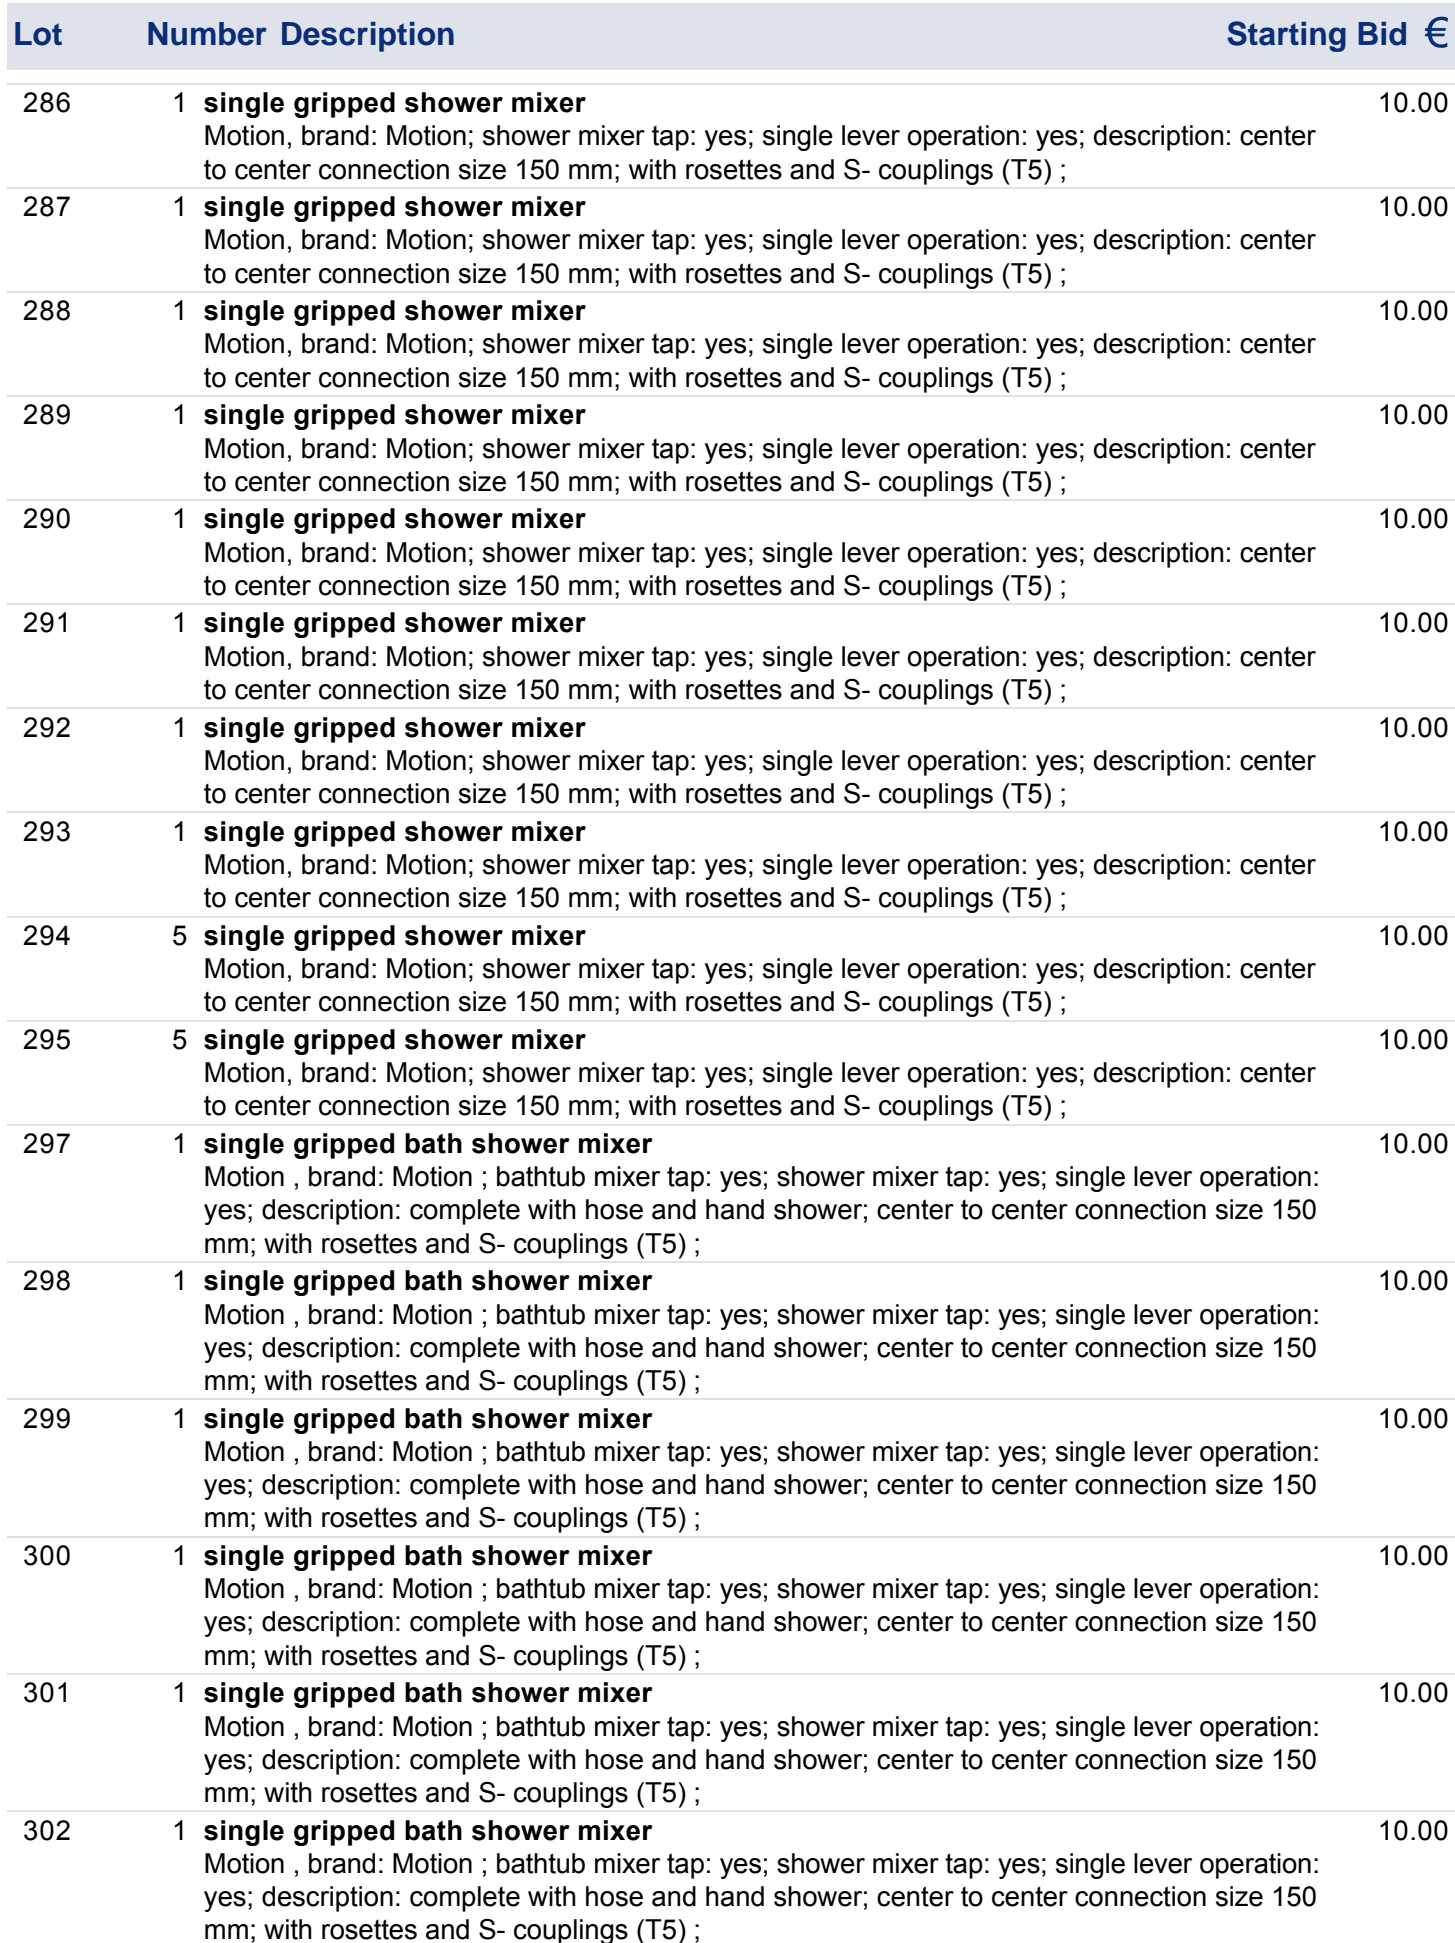 Lot Number Description Starting Bid €
286 1 single gripped shower mixer 10.00
Motion, brand: Motion; shower mixer tap: yes; single lever operation: yes; description: center
to center connection size 150 mm; with rosettes and S- couplings (T5) ;
287 1 single gripped shower mixer 10.00
Motion, brand: Motion; shower mixer tap: yes; single lever operation: yes; description: center
to center connection size 150 mm; with rosettes and S- couplings (T5) ;
288 1 single gripped shower mixer 10.00
Motion, brand: Motion; shower mixer tap: yes; single lever operation: yes; description: center
to center connection size 150 mm; with rosettes and S- couplings (T5) ;
289 1 single gripped shower mixer 10.00
Motion, brand: Motion; shower mixer tap: yes; single lever operation: yes; description: center
to center connection size 150 mm; with rosettes and S- couplings (T5) ;
290 1 single gripped shower mixer 10.00
Motion, brand: Motion; shower mixer tap: yes; single lever operation: yes; description: center
to center connection size 150 mm; with rosettes and S- couplings (T5) ;
291 1 single gripped shower mixer 10.00
Motion, brand: Motion; shower mixer tap: yes; single lever operation: yes; description: center
to center connection size 150 mm; with rosettes and S- couplings (T5) ;
292 1 single gripped shower mixer 10.00
Motion, brand: Motion; shower mixer tap: yes; single lever operation: yes; description: center
to center connection size 150 mm; with rosettes and S- couplings (T5) ;
293 1 single gripped shower mixer 10.00
Motion, brand: Motion; shower mixer tap: yes; single lever operation: yes; description: center
to center connection size 150 mm; with rosettes and S- couplings (T5) ;
294 5 single gripped shower mixer 10.00
Motion, brand: Motion; shower mixer tap: yes; single lever operation: yes; description: center
to center connection size 150 mm; with rosettes and S- couplings (T5) ;
295 5 single gripped shower mixer 10.00
Motion, brand: Motion; shower mixer tap: yes; single lever operation: yes; description: center
to center connection size 150 mm; with rosettes and S- couplings (T5) ;
297 1 single gripped bath shower mixer 10.00
Motion , brand: Motion ; bathtub mixer tap: yes; shower mixer tap: yes; single lever operation:
yes; description: complete with hose and hand shower; center to center connection size 150
mm; with rosettes and S- couplings (T5) ;
298 1 single gripped bath shower mixer 10.00
Motion , brand: Motion ; bathtub mixer tap: yes; shower mixer tap: yes; single lever operation:
yes; description: complete with hose and hand shower; center to center connection size 150
mm; with rosettes and S- couplings (T5) ;
299 1 single gripped bath shower mixer 10.00
Motion , brand: Motion ; bathtub mixer tap: yes; shower mixer tap: yes; single lever operation:
yes; description: complete with hose and hand shower; center to center connection size 150
mm; with rosettes and S- couplings (T5) ;
300 1 single gripped bath shower mixer 10.00
Motion , brand: Motion ; bathtub mixer tap: yes; shower mixer tap: yes; single lever operation:
yes; description: complete with hose and hand shower; center to center connection size 150
mm; with rosettes and S- couplings (T5) ;
301 1 single gripped bath shower mixer 10.00
Motion , brand: Motion ; bathtub mixer tap: yes; shower mixer tap: yes; single lever operation:
yes; description: complete with hose and hand shower; center to center connection size 150
mm; with rosettes and S- couplings (T5) ;
302 1 single gripped bath shower mixer 10.00
Motion , brand: Motion ; bathtub mixer tap: yes; shower mixer tap: yes; single lever operation:
yes; description: complete with hose and hand shower; center to center connection size 150
mm; with rosettes and S- couplings (T5) ;